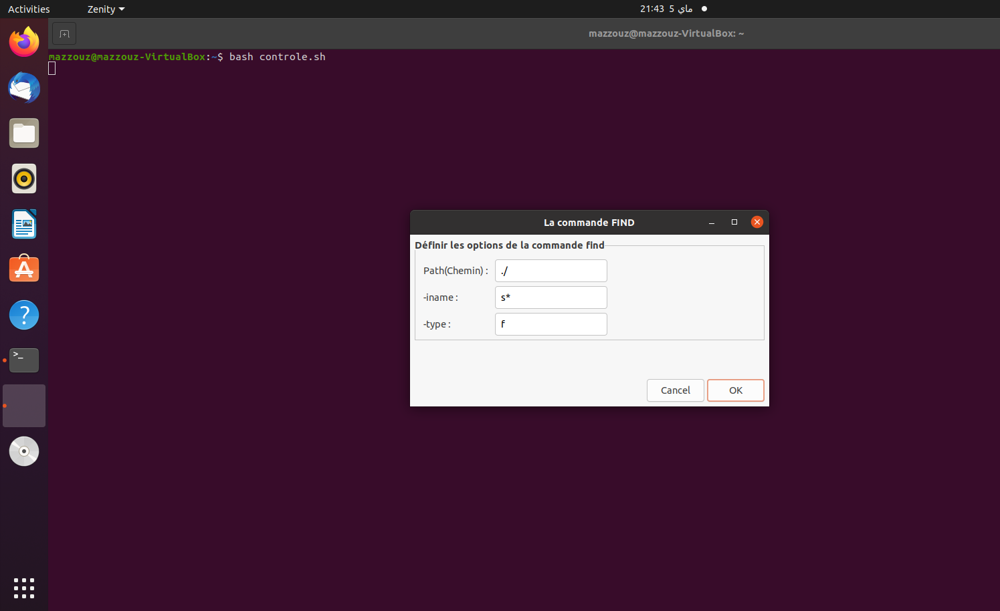 Activities Zenity 21:43 5 ماي
mazzouz@mazzouz-VirtualBox: ~
mazzouz@mazzouz-VirtualBox:~$ bash controle.sh
La commande FIND
Définir les options de la commande find
Path(Chemin) : ./
-iname : s*
-type : f
Cancel OK